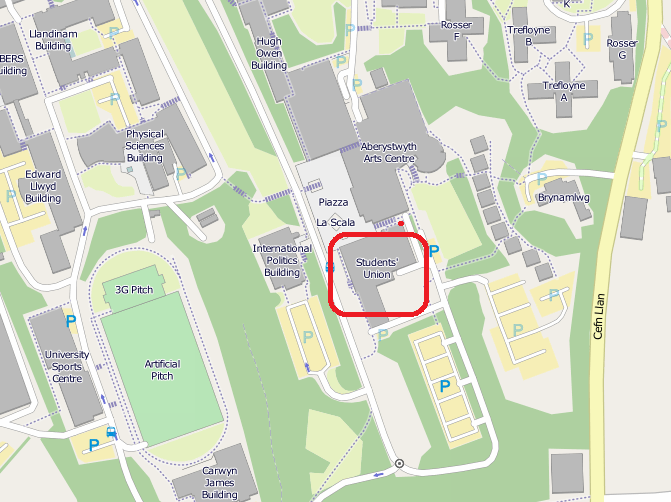 K
Rosser
F
Trefloyne
B
Rosser
G
Llandinam
Building
Hugh
Owen
Building
P
P
BERS
uilding
P
P
Trefloyne
A
P
P
P
Physical
Sciences
Building
Aberystwyth
Arts Centre
P
Edward
Llwyd
Building
P
P
P
Brynamlwg
Piazza
La Scala
International
Politics
Building
P
Students'
Union
3G Pitch
P
P
P
Cefn Llan
P
P
University
Sports
Centre
Artificial
Pitch
P
P
Carwyn
James
Building